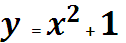 y = x² + 1